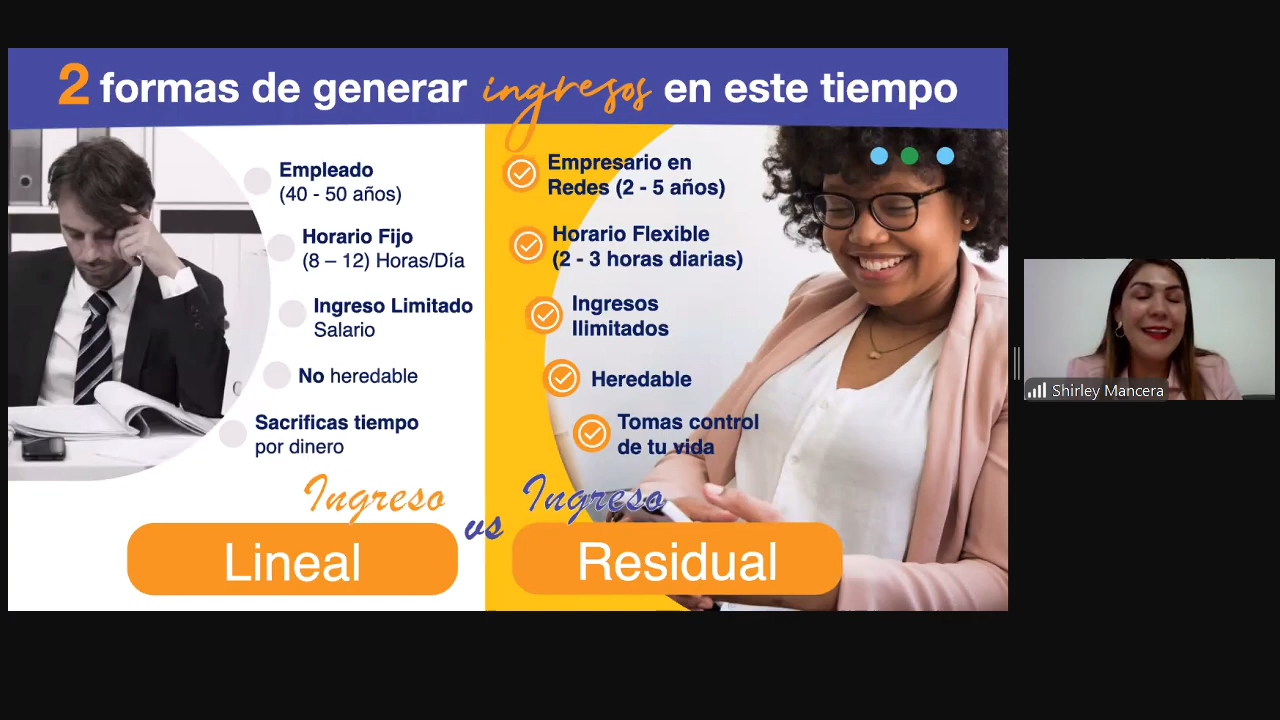 2 formas de generar ingresos en este tiempo
Empleado
(40 - 50 años)
Horario Fijo
(8 – 12) Horas/Día
Ingreso Limitado
Salario
No heredable
Sacrificas tiempo
por dinero
Ingreso
Lineal
vs
Empresario en
Redes (2 - 5 años)
Horario Flexible
(2 - 3 horas diarias)
Ingresos
Ilimitados
Heredable
Tomas control
de tu vida
Ingreso
Residual
Shirley Mancera